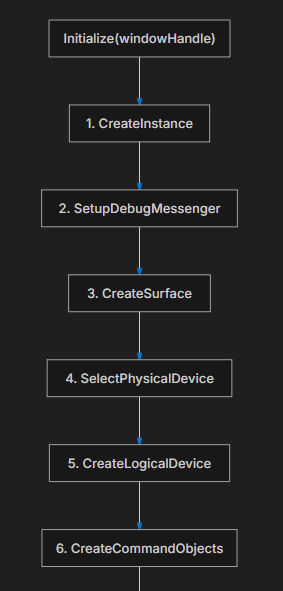 Initialize(windowHandle)
1. CreateInstance
2. SetupDebugMessenger
3. CreateSurface
4. SelectPhysicalDevice
5. CreateLogicalDevice
6. CreateCommandObjects